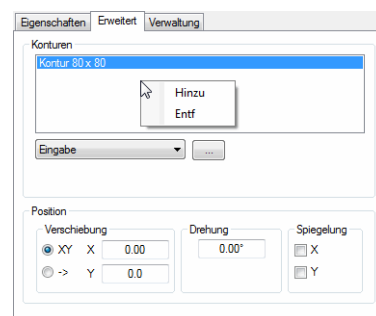 Eigenschaften Erweitert Verwaltung
Konturen
Kontur 80 x 80
Hinzu
Entf
Eingabe ...
Position
Verschiebung Drehung Spiegelung
XY X 0.00 0.00° X
-> Y 0.0 Y